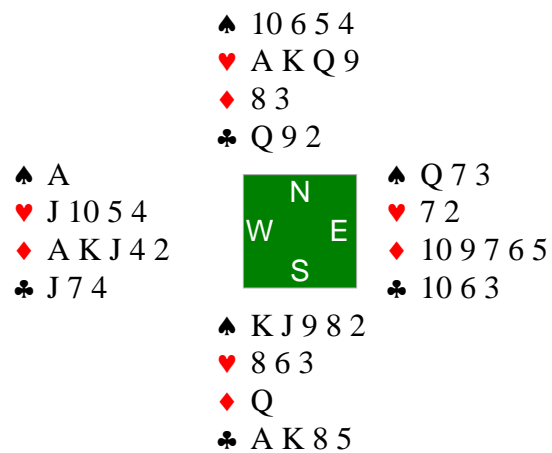 ♠ 10 6 5 4
♥ A K Q 9
♦ 8 3
♣ Q 9 2
♠ A
♥ J 10 5 4
♦ A K J 4 2
♣ J 7 4
N
W E
S
♠ Q 7 3
♥ 7 2
♦ 10 9 7 6 5
♣ 10 6 3
♠ K J 9 8 2
♥ 8 6 3
♦ Q
♣ A K 8 5